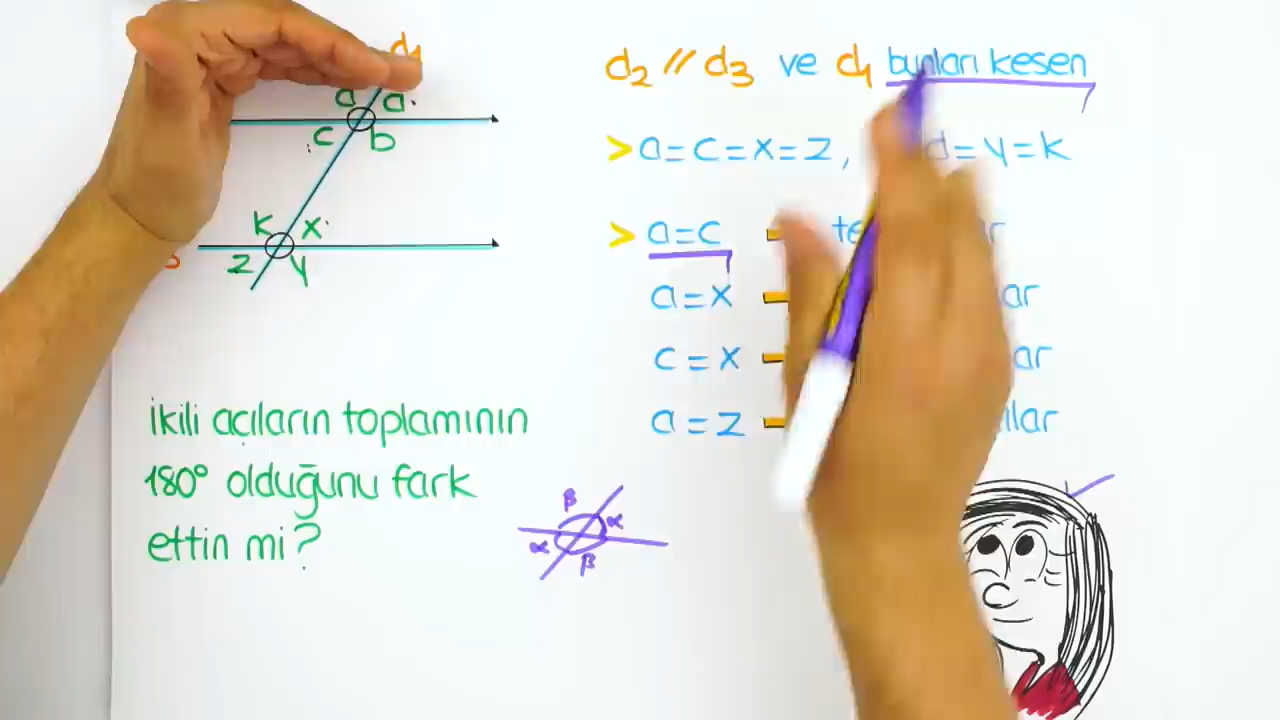 d1
a a
c b
k x
z y
d2 // d3 ve d1 bunları kesen
> a=c=x=z, d=y=k
> a=c
a=x
c=x
a=z
İkili açıların toplamının
180° olduğunu fark
ettin mi?
β
α
α
β